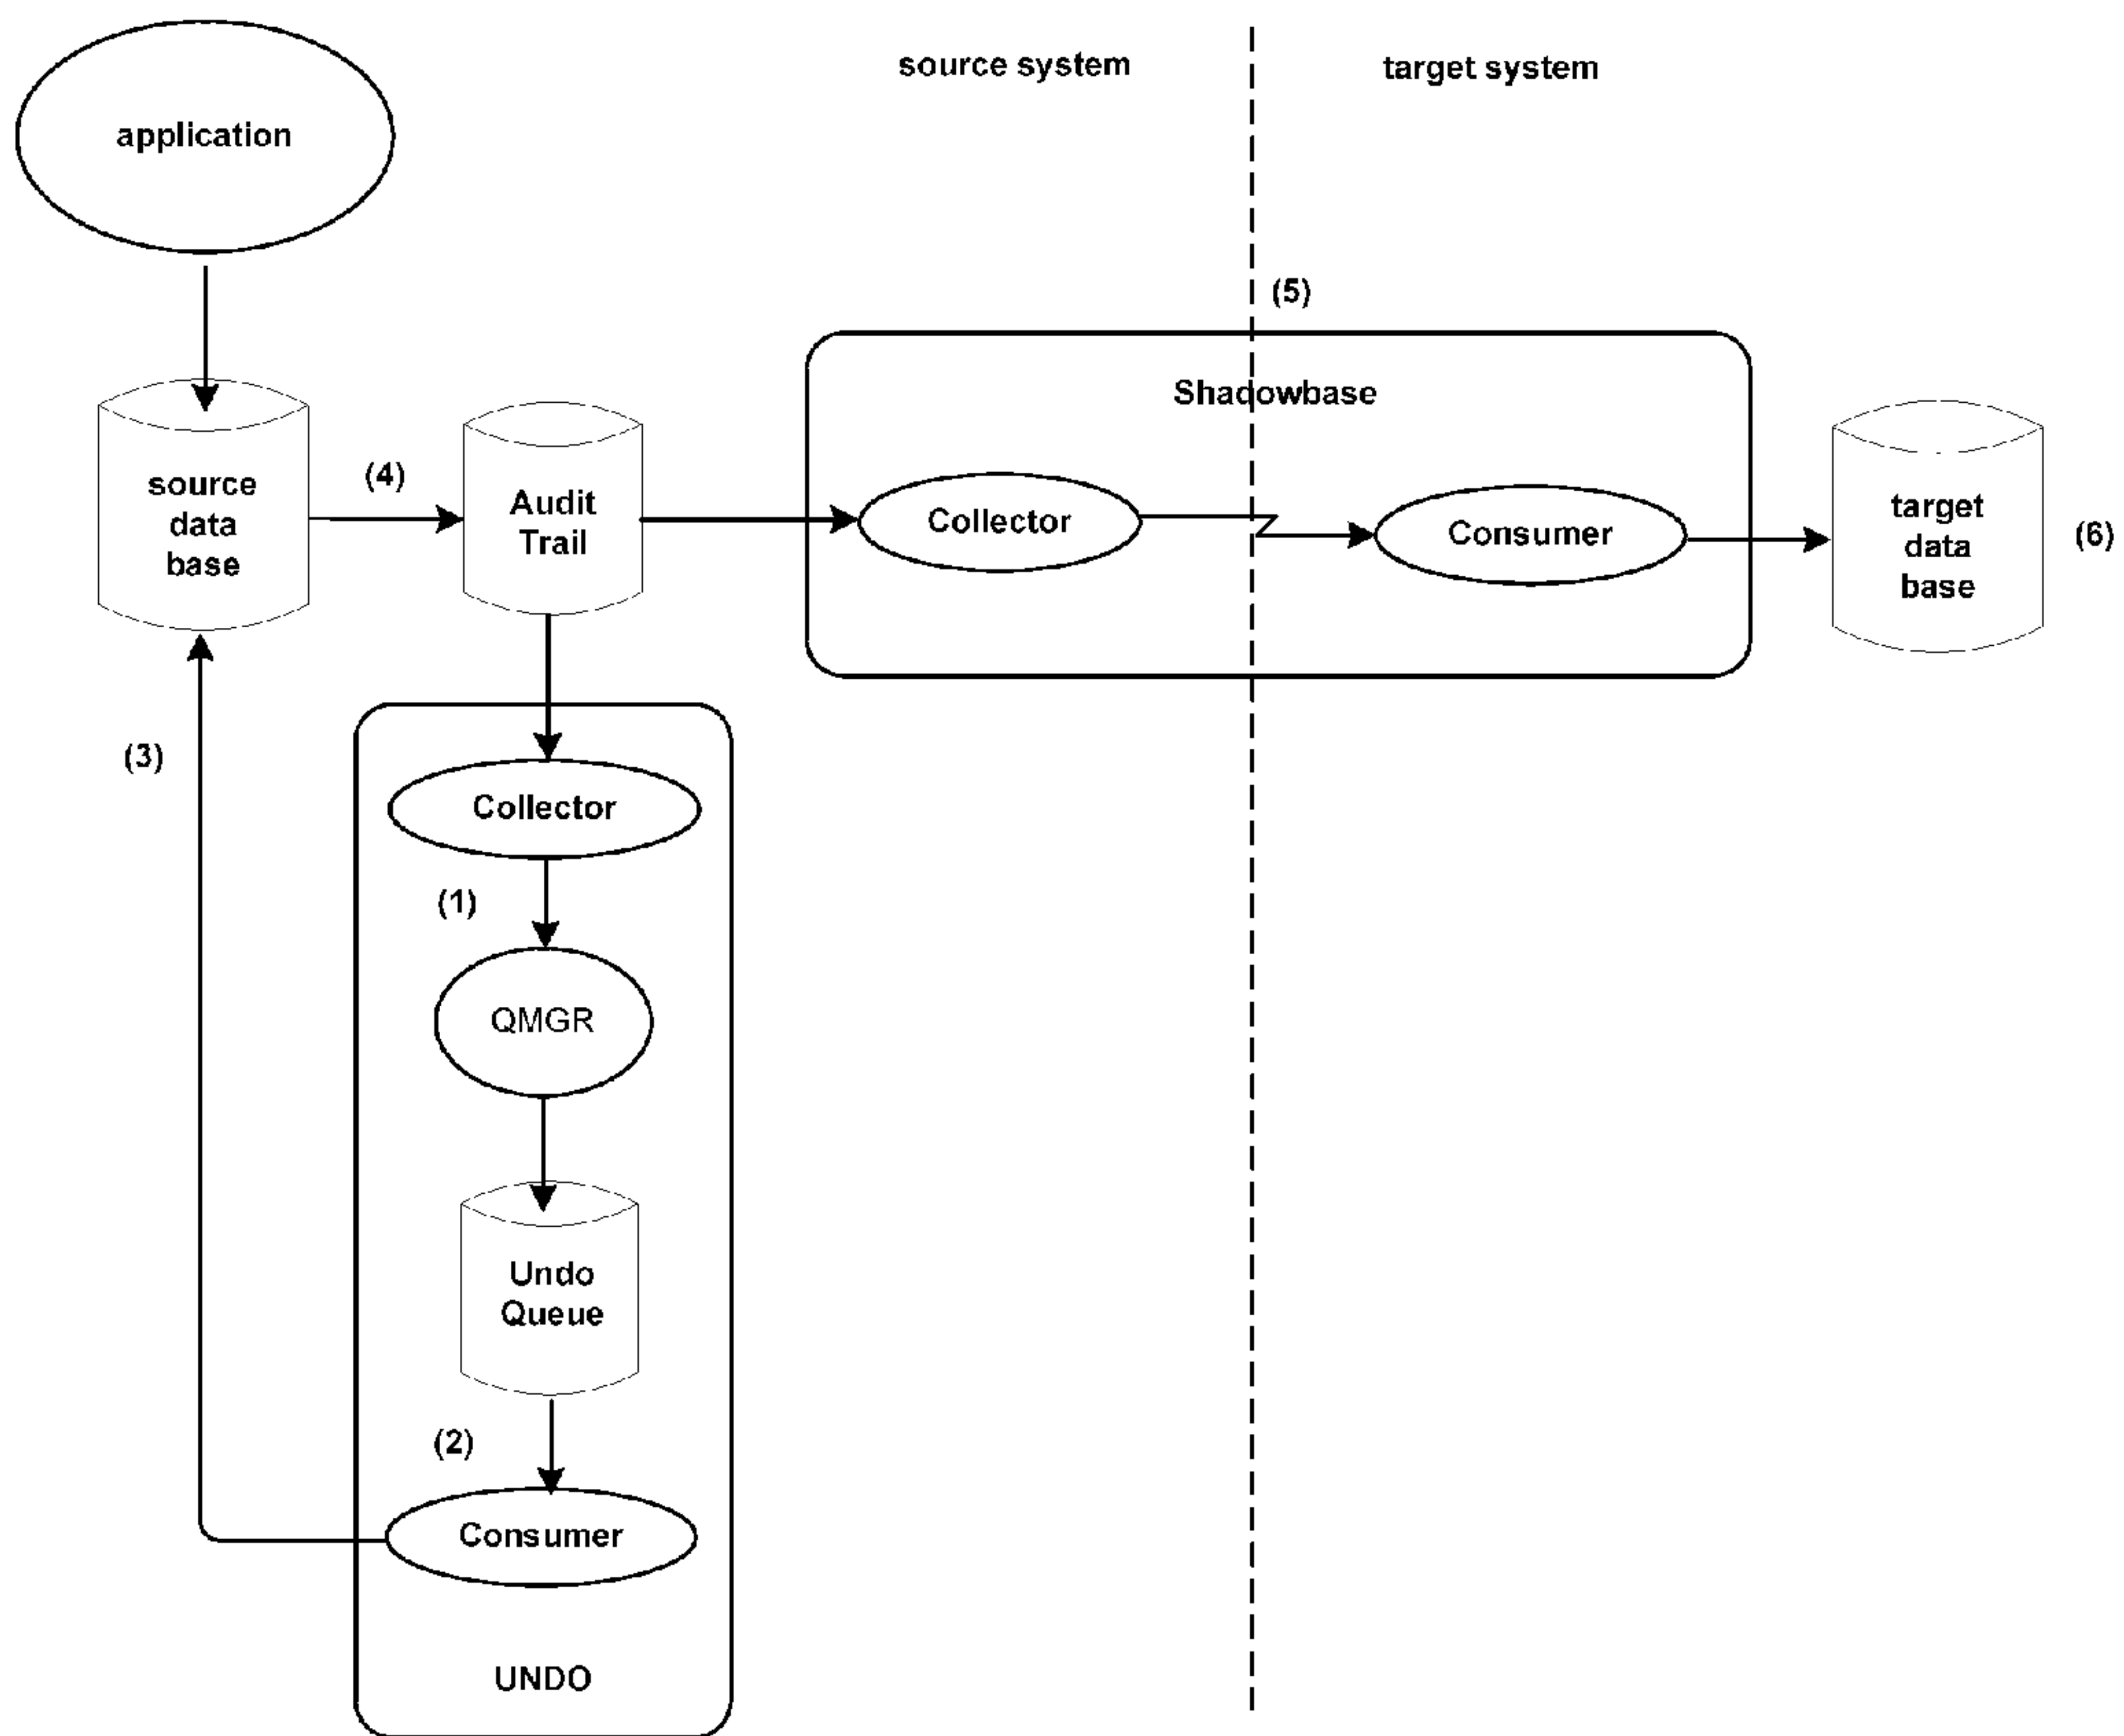 source system
target system
application
(5)
Shadowbase
source
data
base
(4)
Audit
Trail
Collector
Consumer
target
data
base
(6)
(3)
Collector
(1)
QMGR
Undo
Queue
(2)
Consumer
UNDO